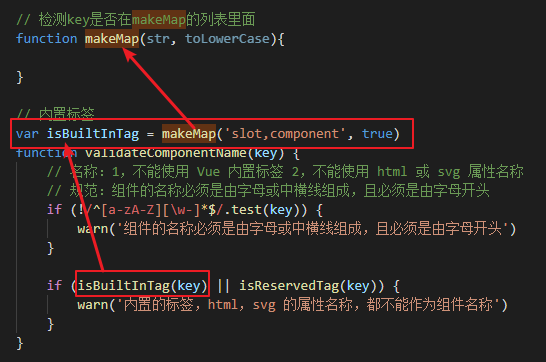 // 检测key是否在makeMap的列表里面
function makeMap(str, toLowerCase){
}
// 内置标签
var isBuiltInTag = makeMap('slot,component', true)
function validateComponentName(key) {
// 名称：1，不能使用 Vue 内置标签 2，不能使用 html 或 svg 属性名称
// 规范：组件的名称必须是由字母或中横线组成，且必须是由字母开头
if (!/^[a-zA-Z][\w-]*$/.test(key)) {
warn('组件的名称必须是由字母或中横线组成，且必须是由字母开头')
}
if (isBuiltInTag(key) || isReservedTag(key)) {
warn('内置的标签，html，svg 的属性名称，都不能作为组件名称')
}
}